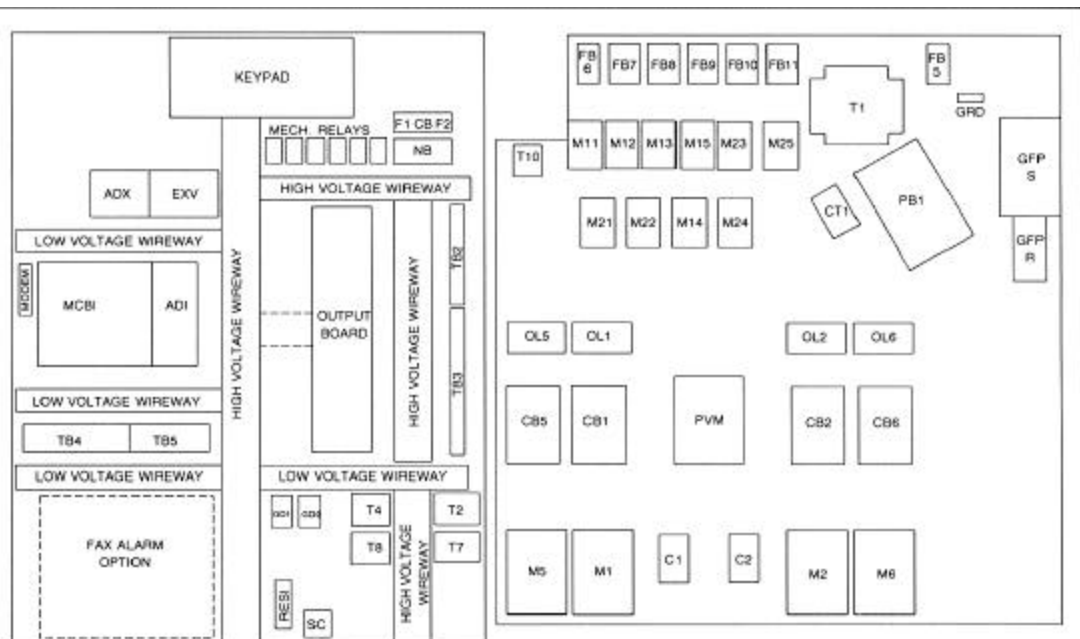 KEYPAD
MECH. RELAYS
F1 CB F2
NB
ADX
EXV
HIGH VOLTAGE WIREWAY
LOW VOLTAGE WIREWAY
MODEM
MCBI
ADI
HIGH VOLTAGE WIREWAY
OUTPUT
BOARD
HIGH VOLTAGE WIREWAY
TB2
TB3
LOW VOLTAGE WIREWAY
TB4
TB5
LOW VOLTAGE WIREWAY
LOW VOLTAGE WIREWAY
FAX ALARM
OPTION
T4
T2
T8
T7
HIGH VOLTAGE
WIREWAY
RESI
SC
FB
6
FB7
FB8
FB9
FB10
FB11
FB
5
T1
GRD
T10
M11
M12
M13
M15
M23
M25
GFP
S
CT1
PB1
M21
M22
M14
M24
GFP
R
OL5
OL1
OL2
OL6
CB5
CB1
PVM
CB2
CB6
M5
M1
C1
C2
M2
M6